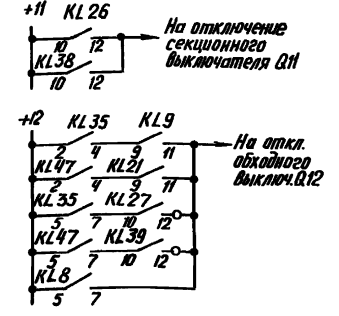 +11
KL26
10 12
На отключение
секционного
выключателя Q11
KL38
10 12
+12
KL35 KL9
2 4 9 11
На откл.
обходного
выключ.Q12
KL47 KL21
2 4 9 11
KL35 KL27
5 7 10 12
KL47 KL39
5 7 10 12
KL8
5 7